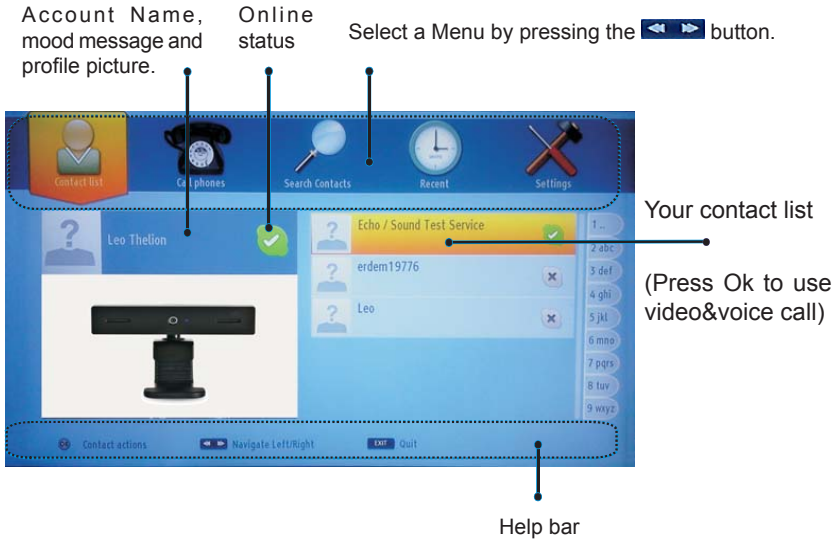 Account Name,
mood message and
profile picture.
Online
status
Select a Menu by pressing the button.
Contact list
Call phones
Search Contacts
Recent
Settings
Leo Thelion
Echo / Sound Test Service
erdem19776
Leo
1 ..
2 abc
3 def
4 ghi
5 jkl
6 mno
7 pqrs
8 tuv
9 wxyz
Your contact list
(Press Ok to use
video&voice call)
OK Contact actions
Navigate Left/Right
EXIT Quit
Help bar